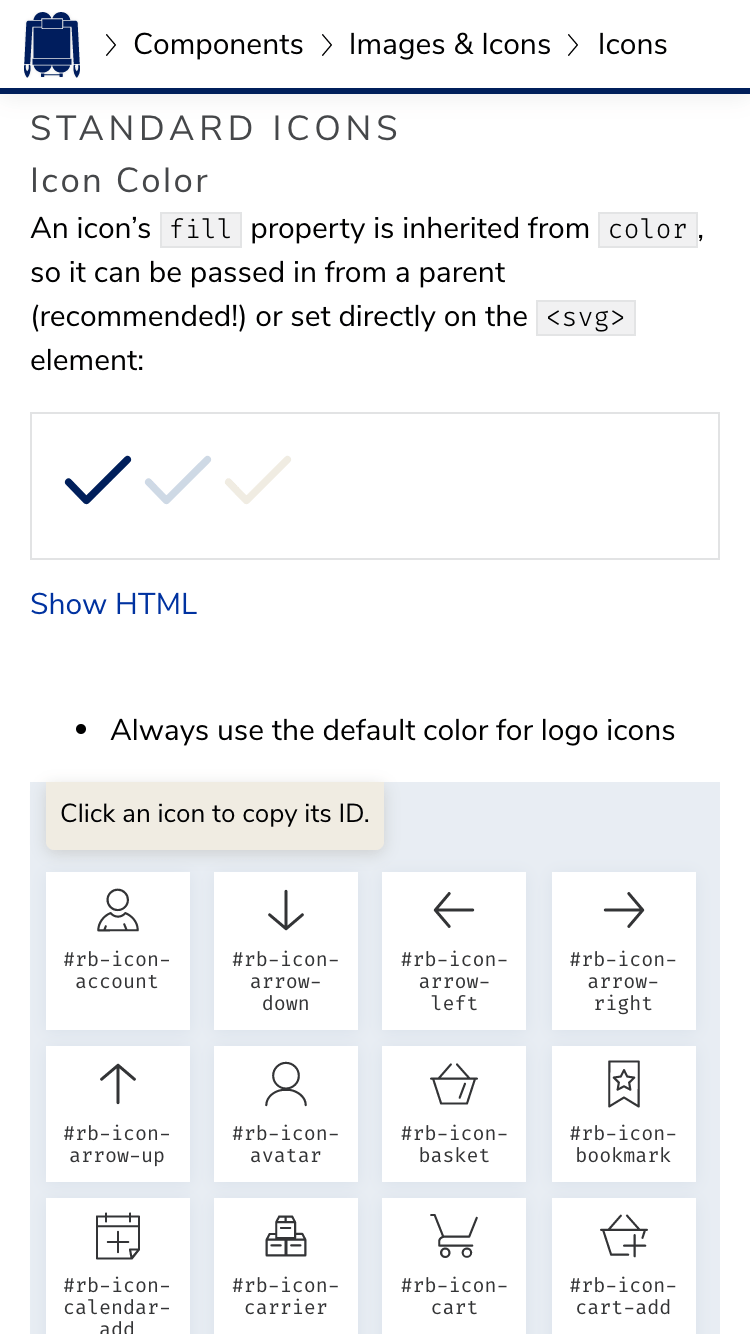 Components Images & Icons Icons
STANDARD ICONS
Icon Color
An icon’s fill property is inherited from color,
so it can be passed in from a parent
(recommended!) or set directly on the <svg>
element:
Show HTML
• Always use the default color for logo icons
Click an icon to copy its ID.
#rb-icon-
account
#rb-icon-
arrow-
down
#rb-icon-
arrow-
left
#rb-icon-
arrow-
right
#rb-icon-
arrow-up
#rb-icon-
avatar
#rb-icon-
basket
#rb-icon-
bookmark
#rb-icon-
calendar-
add
#rb-icon-
carrier
#rb-icon-
cart
#rb-icon-
cart-add